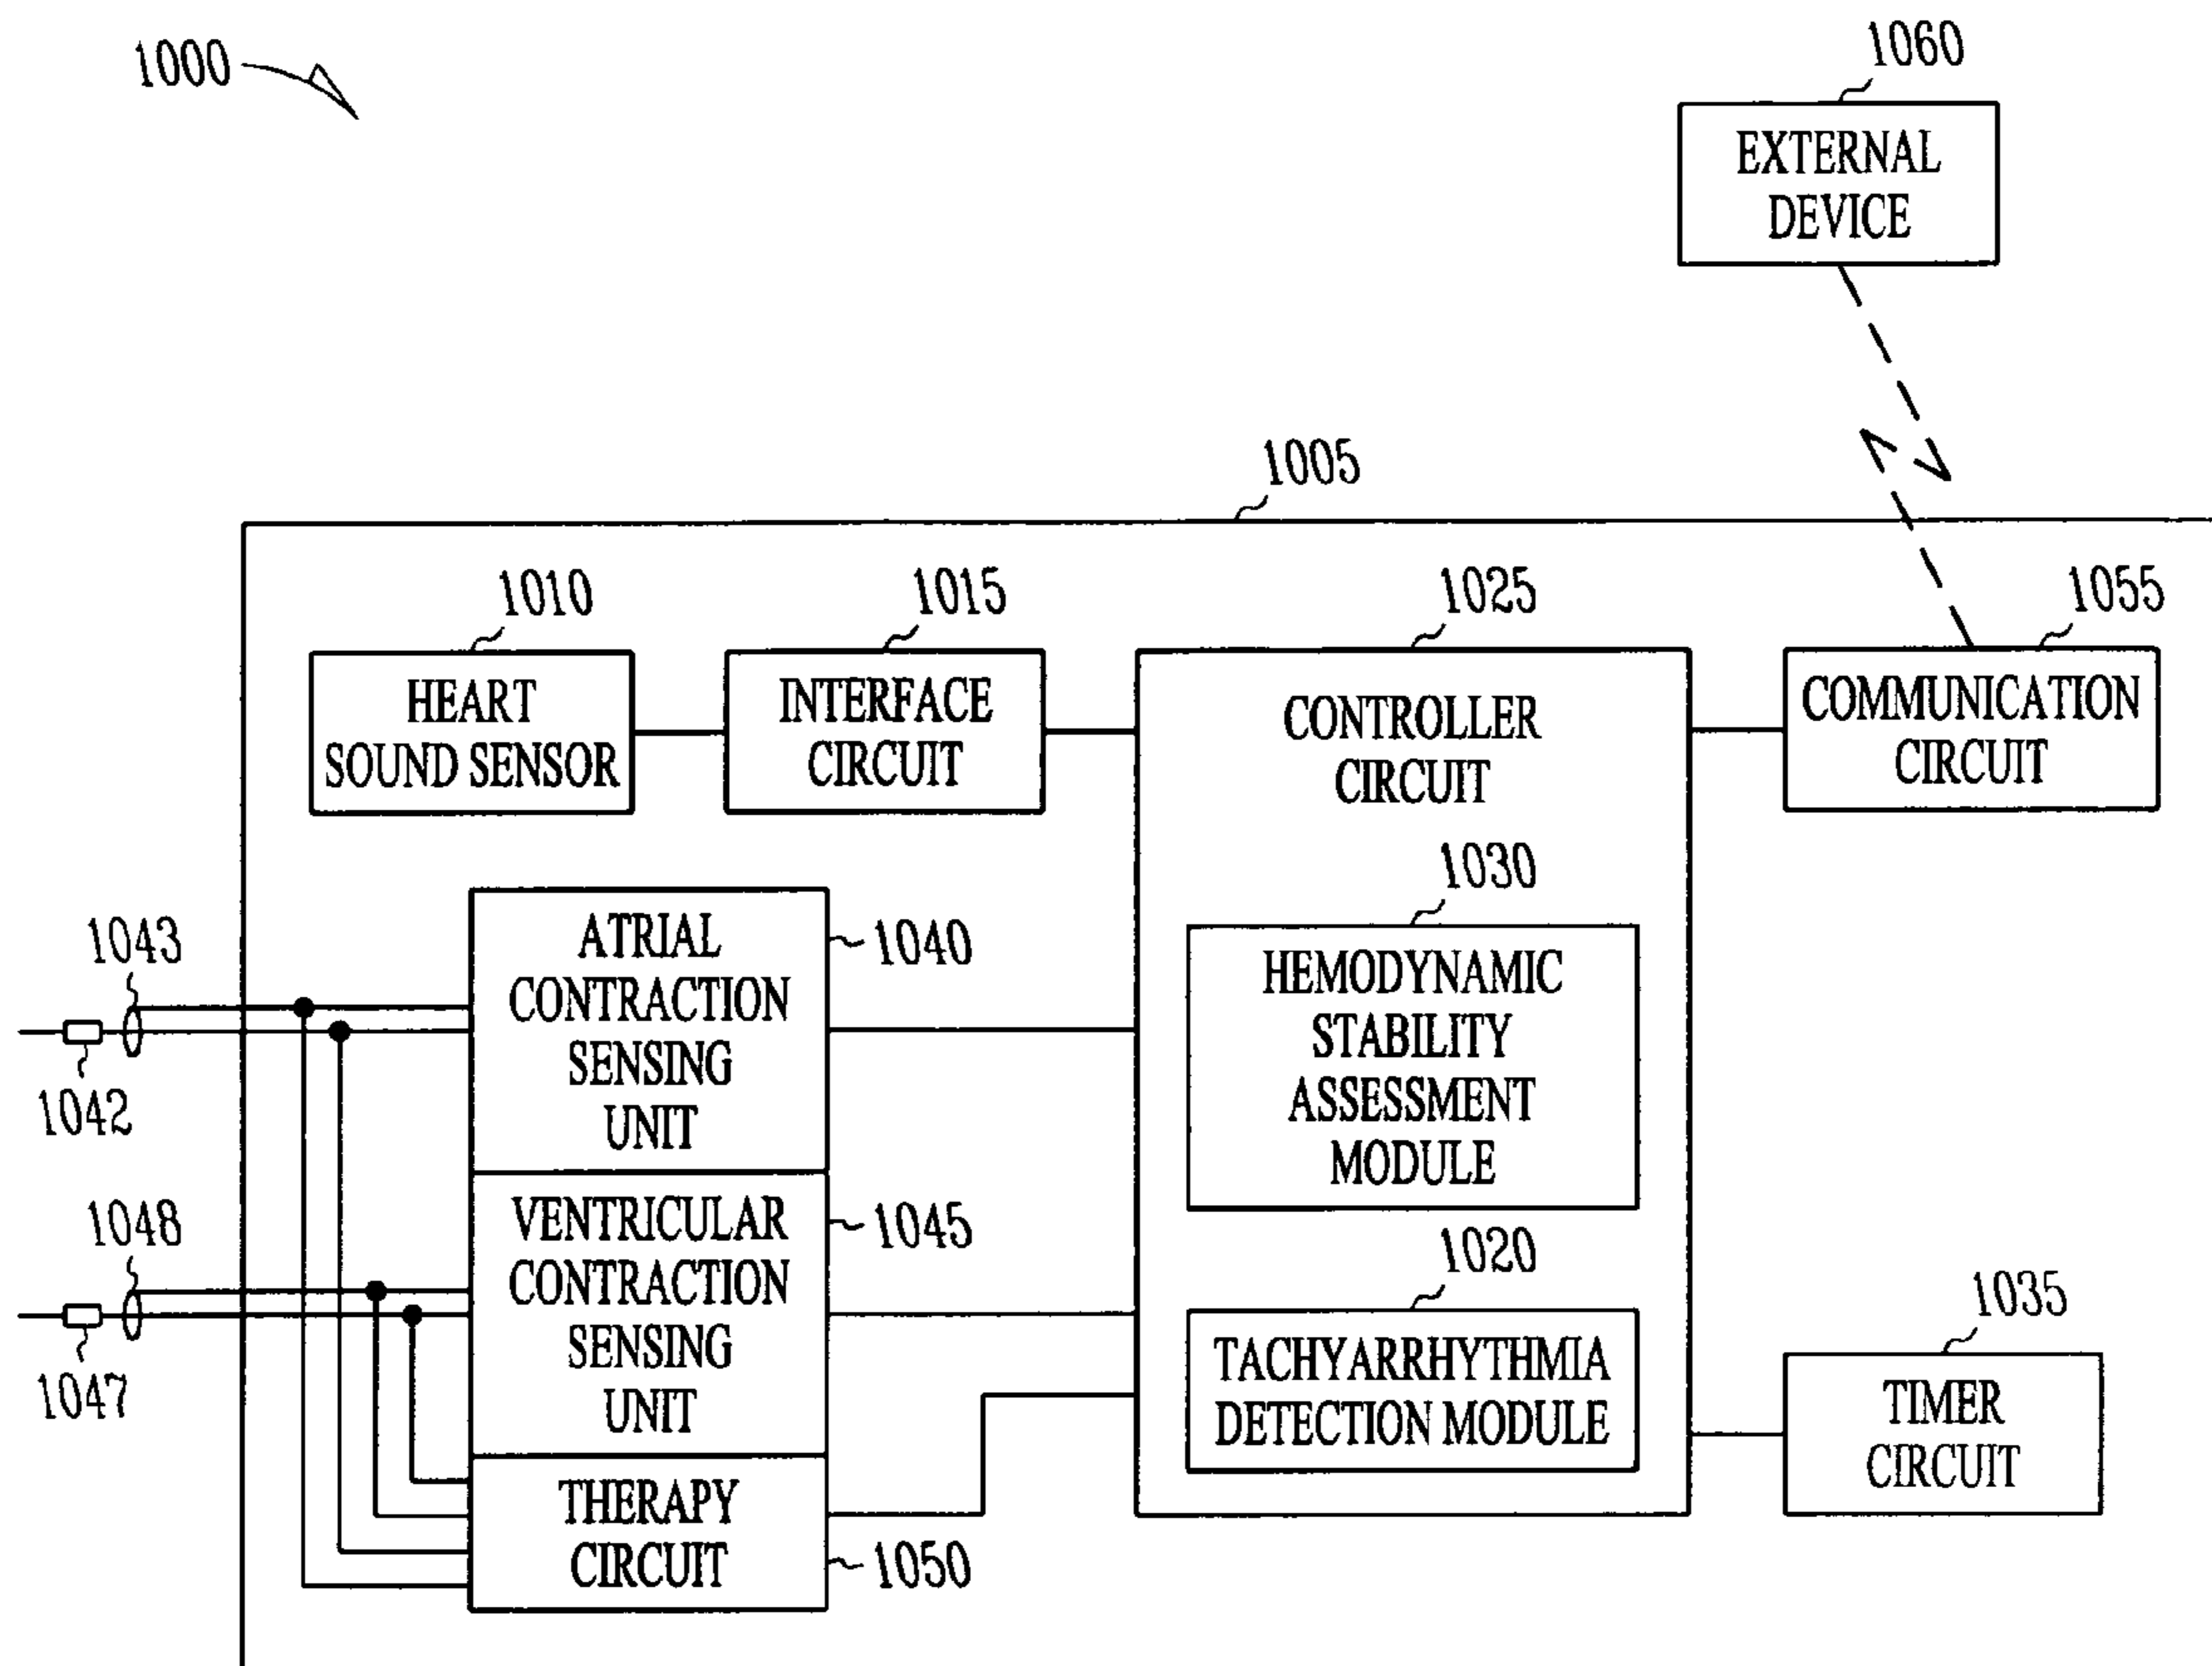 1000
1060
EXTERNAL
DEVICE
1005
1010
1015
1025
1055
HEART
SOUND SENSOR
INTERFACE
CIRCUIT
CONTROLLER
CIRCUIT
COMMUNICATION
CIRCUIT
1030
HEMODYNAMIC
STABILITY
ASSESSMENT
MODULE
1043
1042
ATRIAL
CONTRACTION
SENSING
UNIT
1040
1048
1047
VENTRICULAR
CONTRACTION
SENSING
UNIT
1045
1020
TACHYARRHYTHMIA
DETECTION MODULE
1035
TIMER
CIRCUIT
THERAPY
CIRCUIT
1050